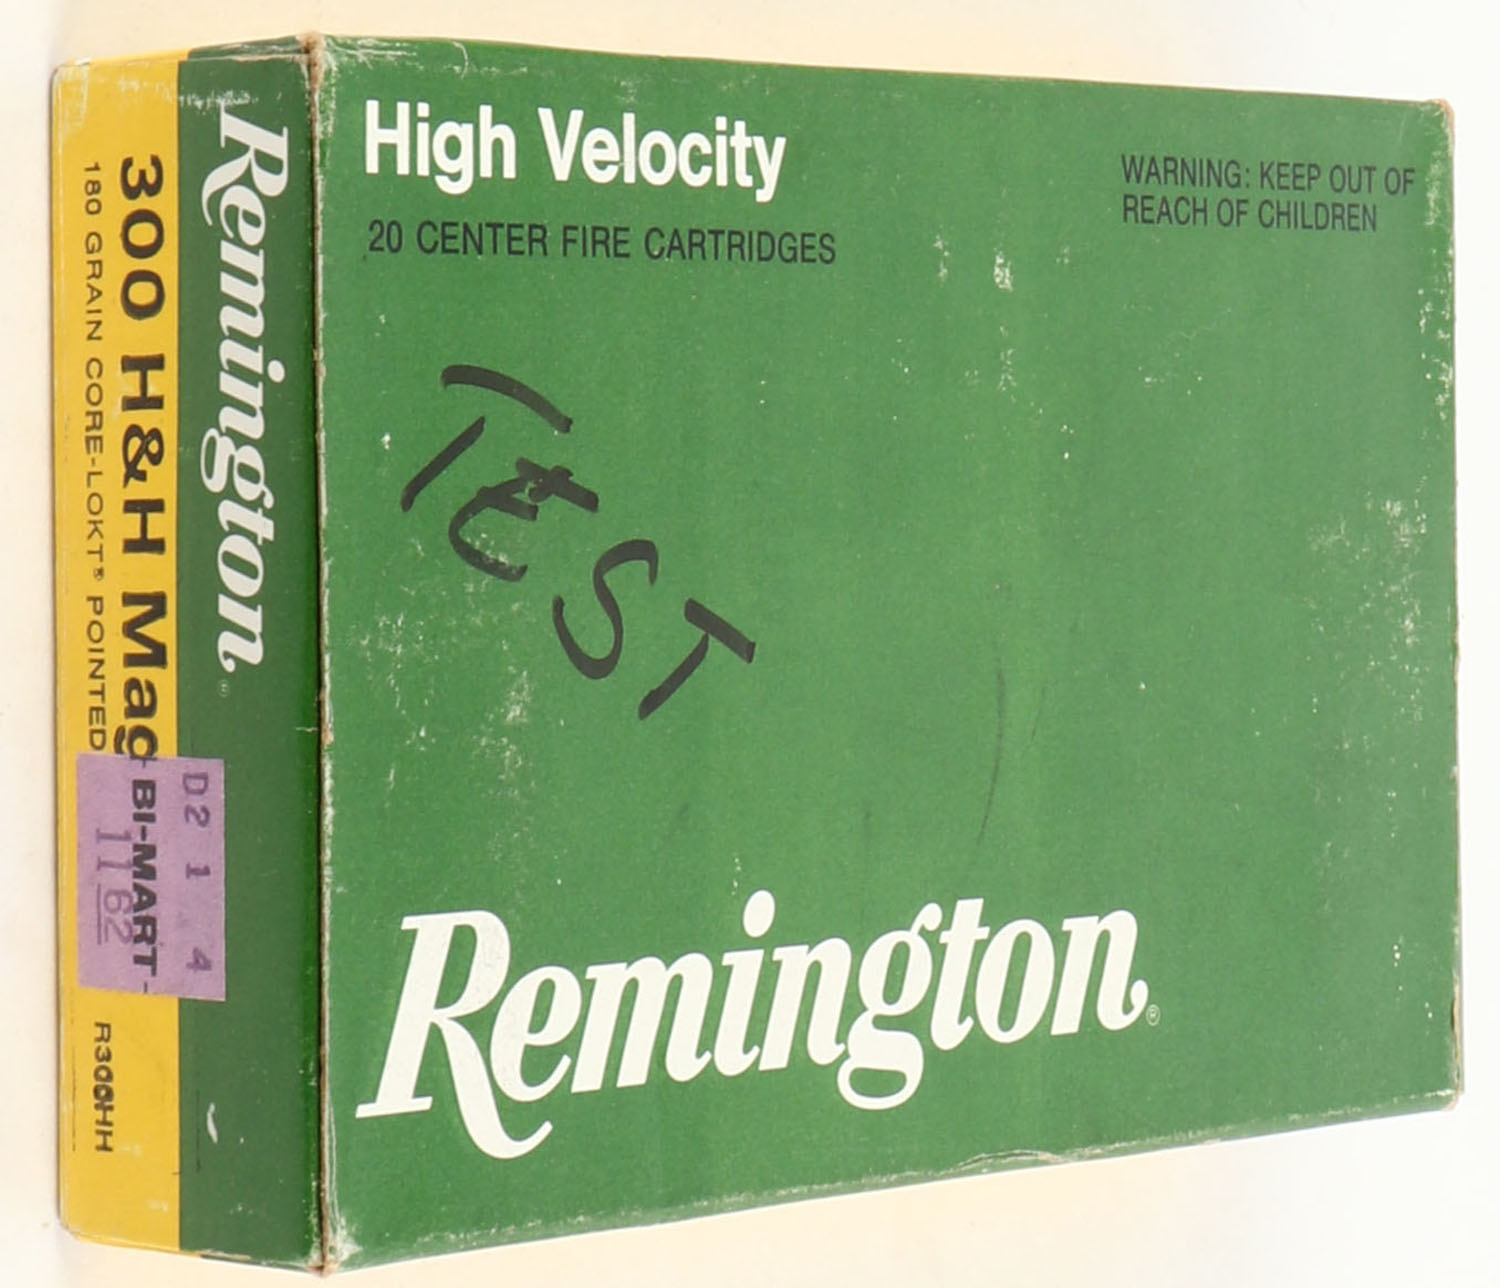 High Velocity
20 CENTER FIRE CARTRIDGES
WARNING: KEEP OUT OF
REACH OF CHILDREN
TEST
Remington®
Remington®
300 H&H Mag
180 GRAIN CORE-LOKT® POINTED
D2 1 4
BI-MART
11 62
R300HH